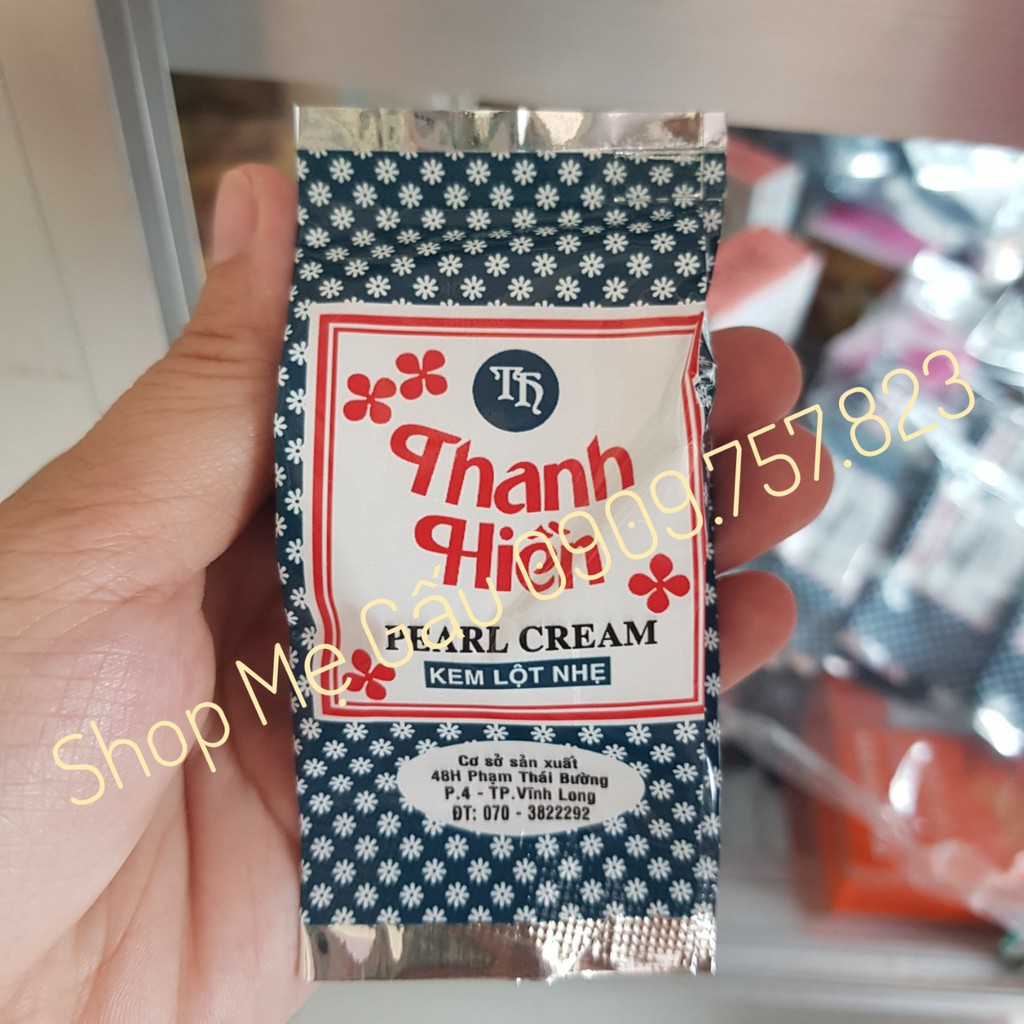 TH
Thanh
Hiền
PEARL CREAM
KEM LỘT NHẸ
Cơ sở sản xuất
48H Phạm Thái Bường
P.4 - TP.Vĩnh Long
ĐT: 070 - 3822292
Shop Mẹ Gấu 0909.757.823